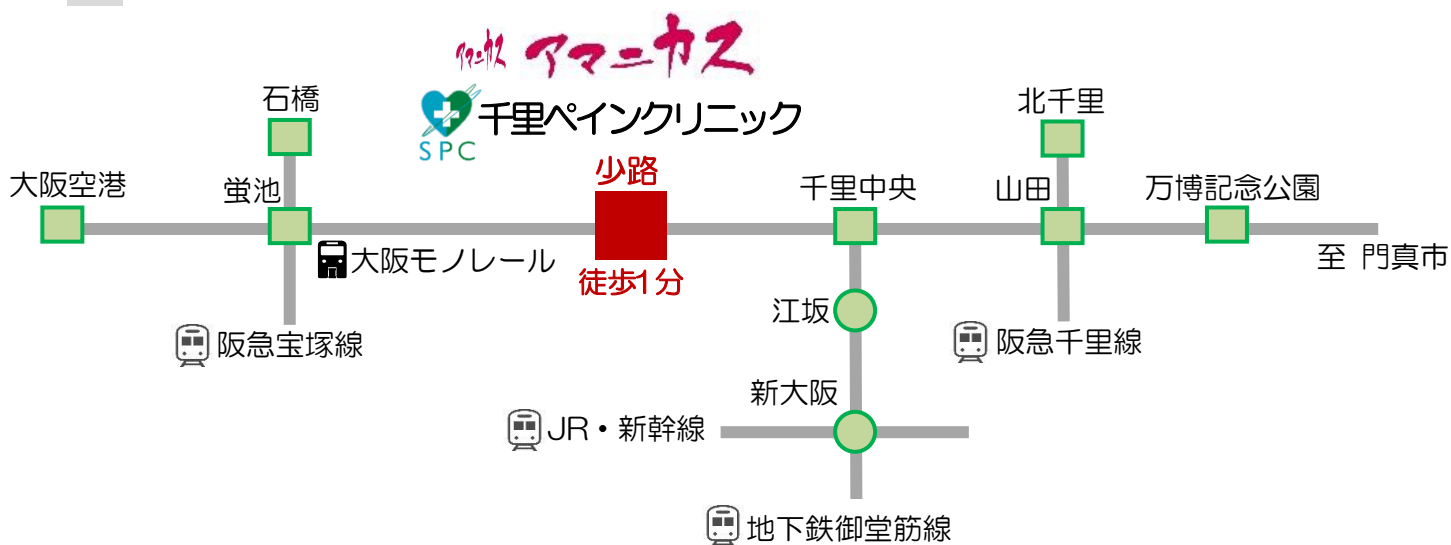 アマニカス アマニカス
千里ペインクリニック
SPC
石橋
北千里
大阪空港
蛍池
少路
千里中央
山田
万博記念公園
大阪モノレール
徒歩1分
至 門真市
江坂
阪急宝塚線
阪急千里線
新大阪
JR・新幹線
地下鉄御堂筋線